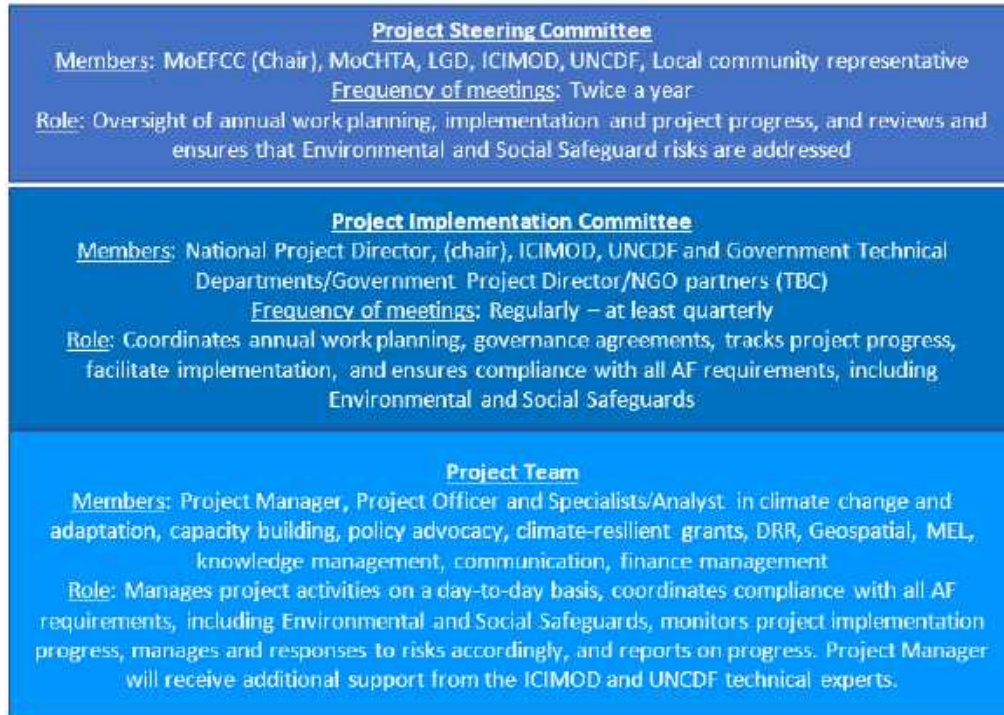 Project Steering Committee
Members: MoEFCC (Chair), MoCHTA, LGD, ICIMOD, UNCDF, Local community representative
Frequency of meetings: Twice a year
Role: Oversight of annual work planning, implementation and project progress, and reviews and
ensures that Environmental and Social Safeguard risks are addressed
Project Implementation Committee
Members: National Project Director, (chair), ICIMOD, UNCDF and Government Technical
Departments/Government Project Director/NGO partners (TBC)
Frequency of meetings: Regularly – at least quarterly
Role: Coordinates annual work planning, governance agreements, tracks project progress,
facilitate implementation, and ensures compliance with all AF requirements, including
Environmental and Social Safeguards
Project Team
Members: Project Manager, Project Officer and Specialists/Analyst in climate change and
adaptation, capacity building, policy advocacy, climate-resilient grants, DRR, Geospatial, MEL,
knowledge management, communication, finance management
Role: Manages project activities on a day-to-day basis, coordinates compliance with all AF
requirements, including Environmental and Social Safeguards, monitors project implementation
progress, manages and responses to risks accordingly, and reports on progress. Project Manager
will receive additional support from the ICIMOD and UNCDF technical experts.